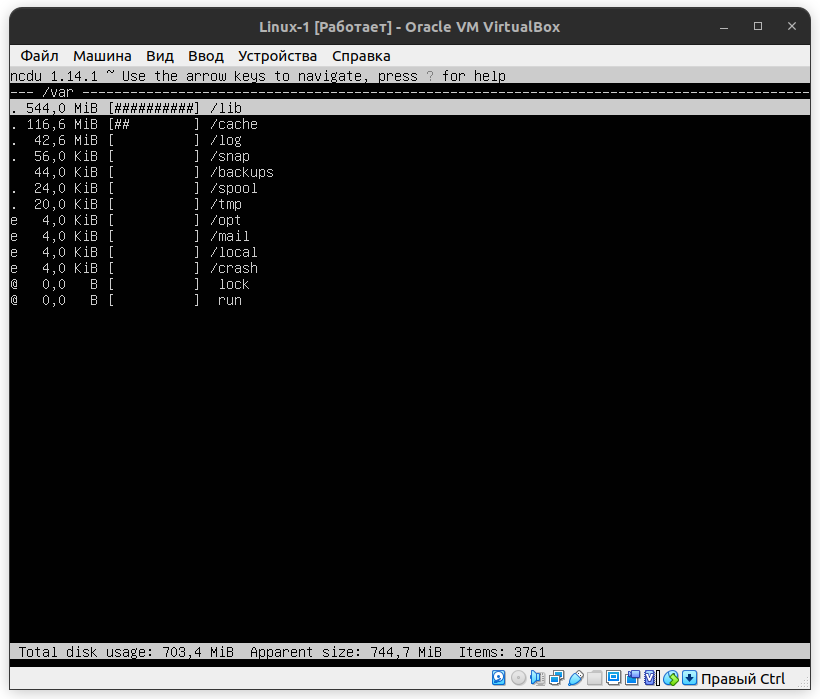 Linux-1 [Работает] - Oracle VM VirtualBox
Файл Машина Вид Ввод Устройства Справка
ncdu 1.14.1 ~ Use the arrow keys to navigate, press ? for help
--- /var -------------------------------------------------------------------------------------------
. 544,0 MiB [##########] /lib
. 116,6 MiB [##        ] /cache
.  42,6 MiB [          ] /log
.  56,0 KiB [          ] /snap
   44,0 KiB [          ] /backups
.  24,0 KiB [          ] /spool
.  20,0 KiB [          ] /tmp
e   4,0 KiB [          ] /opt
e   4,0 KiB [          ] /mail
e   4,0 KiB [          ] /local
e   4,0 KiB [          ] /crash
@   0,0   B [          ]  lock
@   0,0   B [          ]  run
Total disk usage: 703,4 MiB  Apparent size: 744,7 MiB  Items: 3761
Правый Ctrl